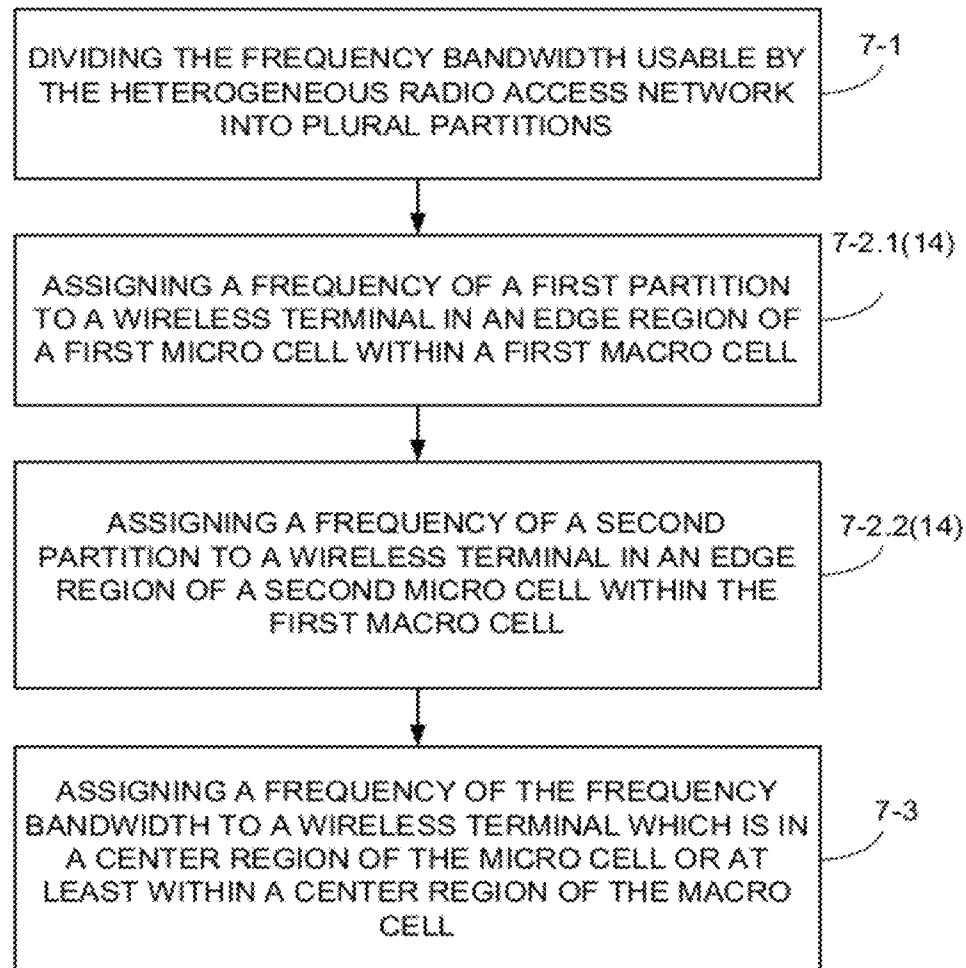 DIVIDING THE FREQUENCY BANDWIDTH USABLE BY
THE HETEROGENEOUS RADIO ACCESS NETWORK
INTO PLURAL PARTITIONS
7-1
ASSIGNING A FREQUENCY OF A FIRST PARTITION
TO A WIRELESS TERMINAL IN AN EDGE REGION OF
A FIRST MICRO CELL WITHIN A FIRST MACRO CELL
7-2.1(14)
ASSIGNING A FREQUENCY OF A SECOND
PARTITION TO A WIRELESS TERMINAL IN AN EDGE
REGION OF A SECOND MICRO CELL WITHIN THE
FIRST MACRO CELL
7-2.2(14)
ASSIGNING A FREQUENCY OF THE FREQUENCY
BANDWIDTH TO A WIRELESS TERMINAL WHICH IS IN
A CENTER REGION OF THE MICRO CELL OR AT
LEAST WITHIN A CENTER REGION OF THE MACRO
CELL
7-3